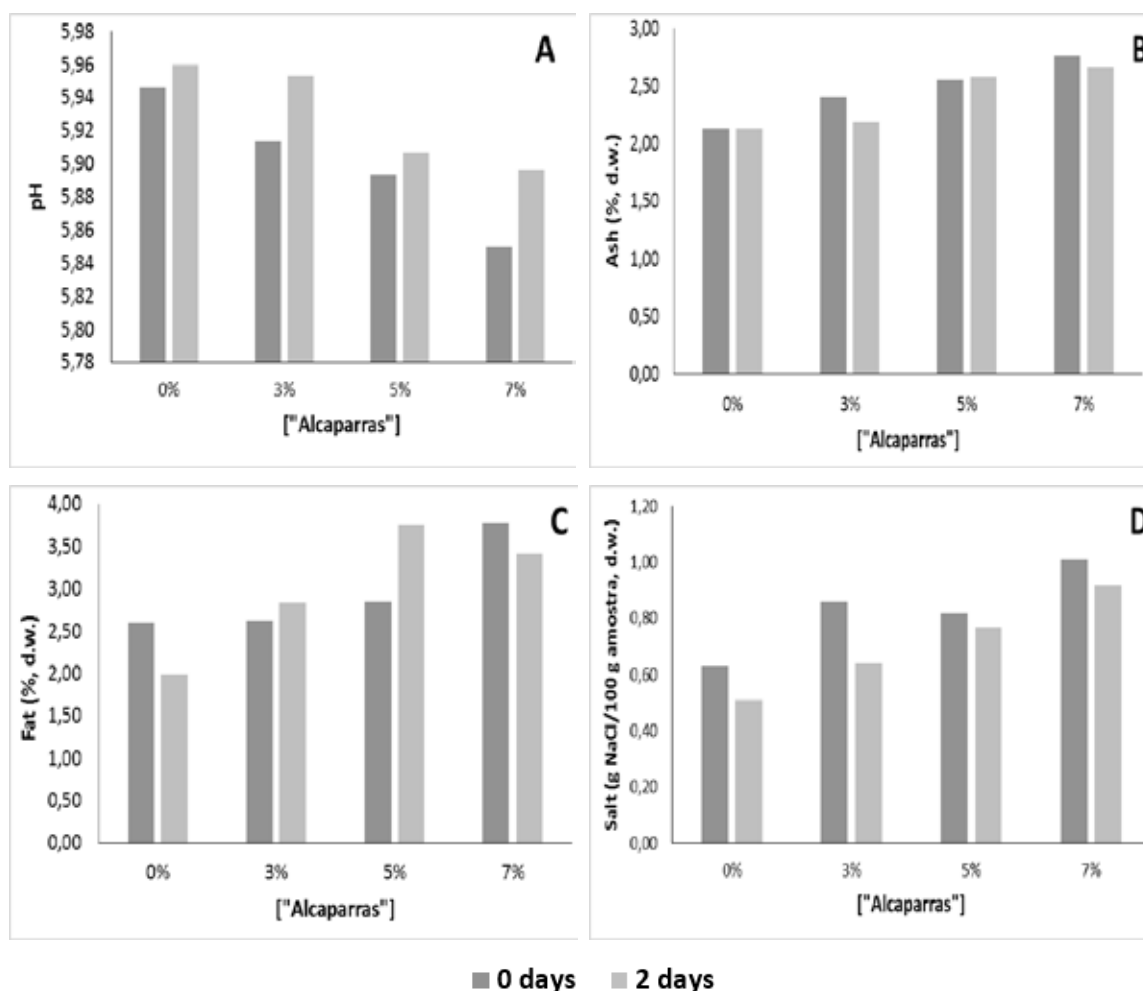 A
pH
5,98
5,96
5,94
5,92
5,90
5,88
5,86
5,84
5,82
5,80
5,78
0% 3% 5% 7%
["Alcaparras"]
B
Ash (%, d.w.)
3,00
2,50
2,00
1,50
1,00
0,50
0,00
0% 3% 5% 7%
["Alcaparras"]
C
Fat (%, d.w.)
4,00
3,50
3,00
2,50
2,00
1,50
1,00
0,50
0,00
0% 3% 5% 7%
["Alcaparras"]
D
Salt (g NaCl/100 g amostra, d.w.)
1,20
1,00
0,80
0,60
0,40
0,20
0,00
0% 3% 5% 7%
["Alcaparras"]
0 days 2 days